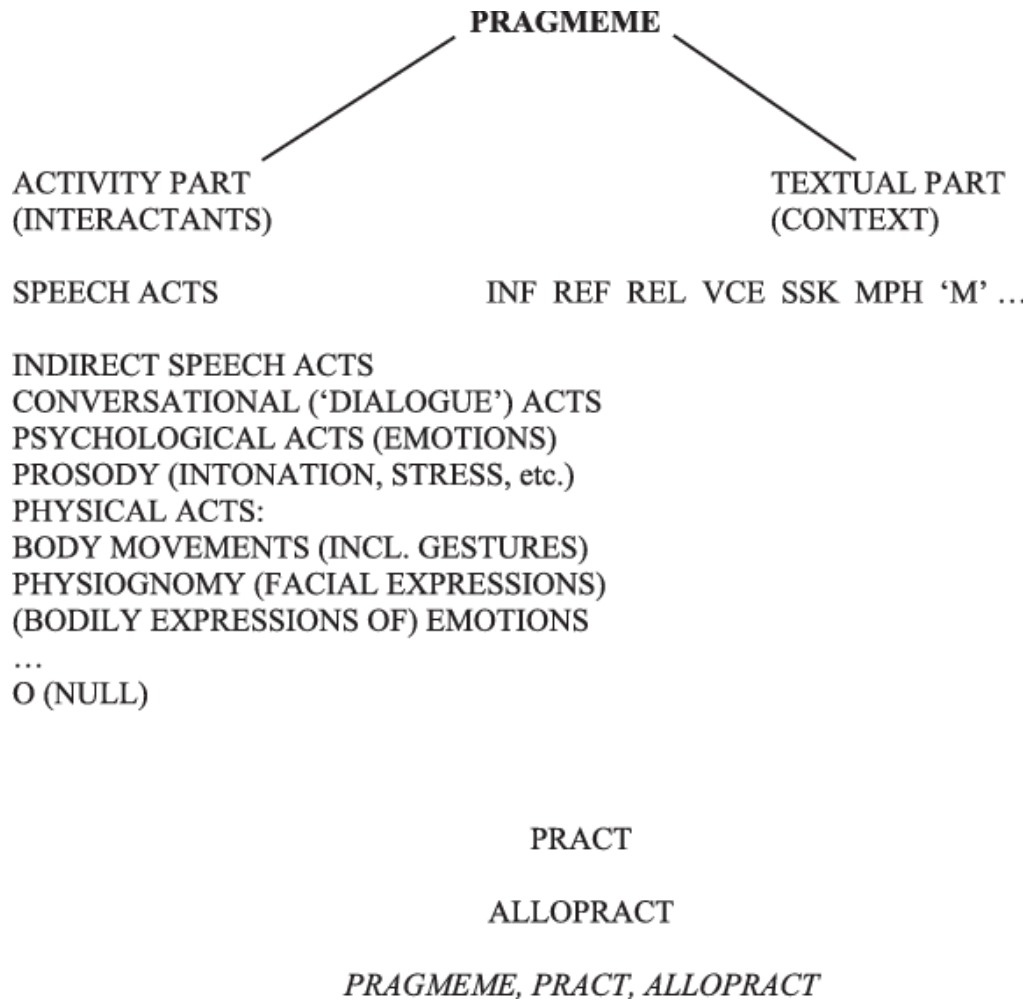 PRAGMEME
ACTIVITY PART
(INTERACTANTS)
TEXTUAL PART
(CONTEXT)
SPEECH ACTS
INF REF REL VCE SSK MPH ‘M’ …
INDIRECT SPEECH ACTS
CONVERSATIONAL (‘DIALOGUE’) ACTS
PSYCHOLOGICAL ACTS (EMOTIONS)
PROSODY (INTONATION, STRESS, etc.)
PHYSICAL ACTS:
BODY MOVEMENTS (INCL. GESTURES)
PHYSIOGNOMY (FACIAL EXPRESSIONS)
(BODILY EXPRESSIONS OF) EMOTIONS
…
O (NULL)
PRACT
ALLOPRACT
PRAGMEME, PRACT, ALLOPRACT